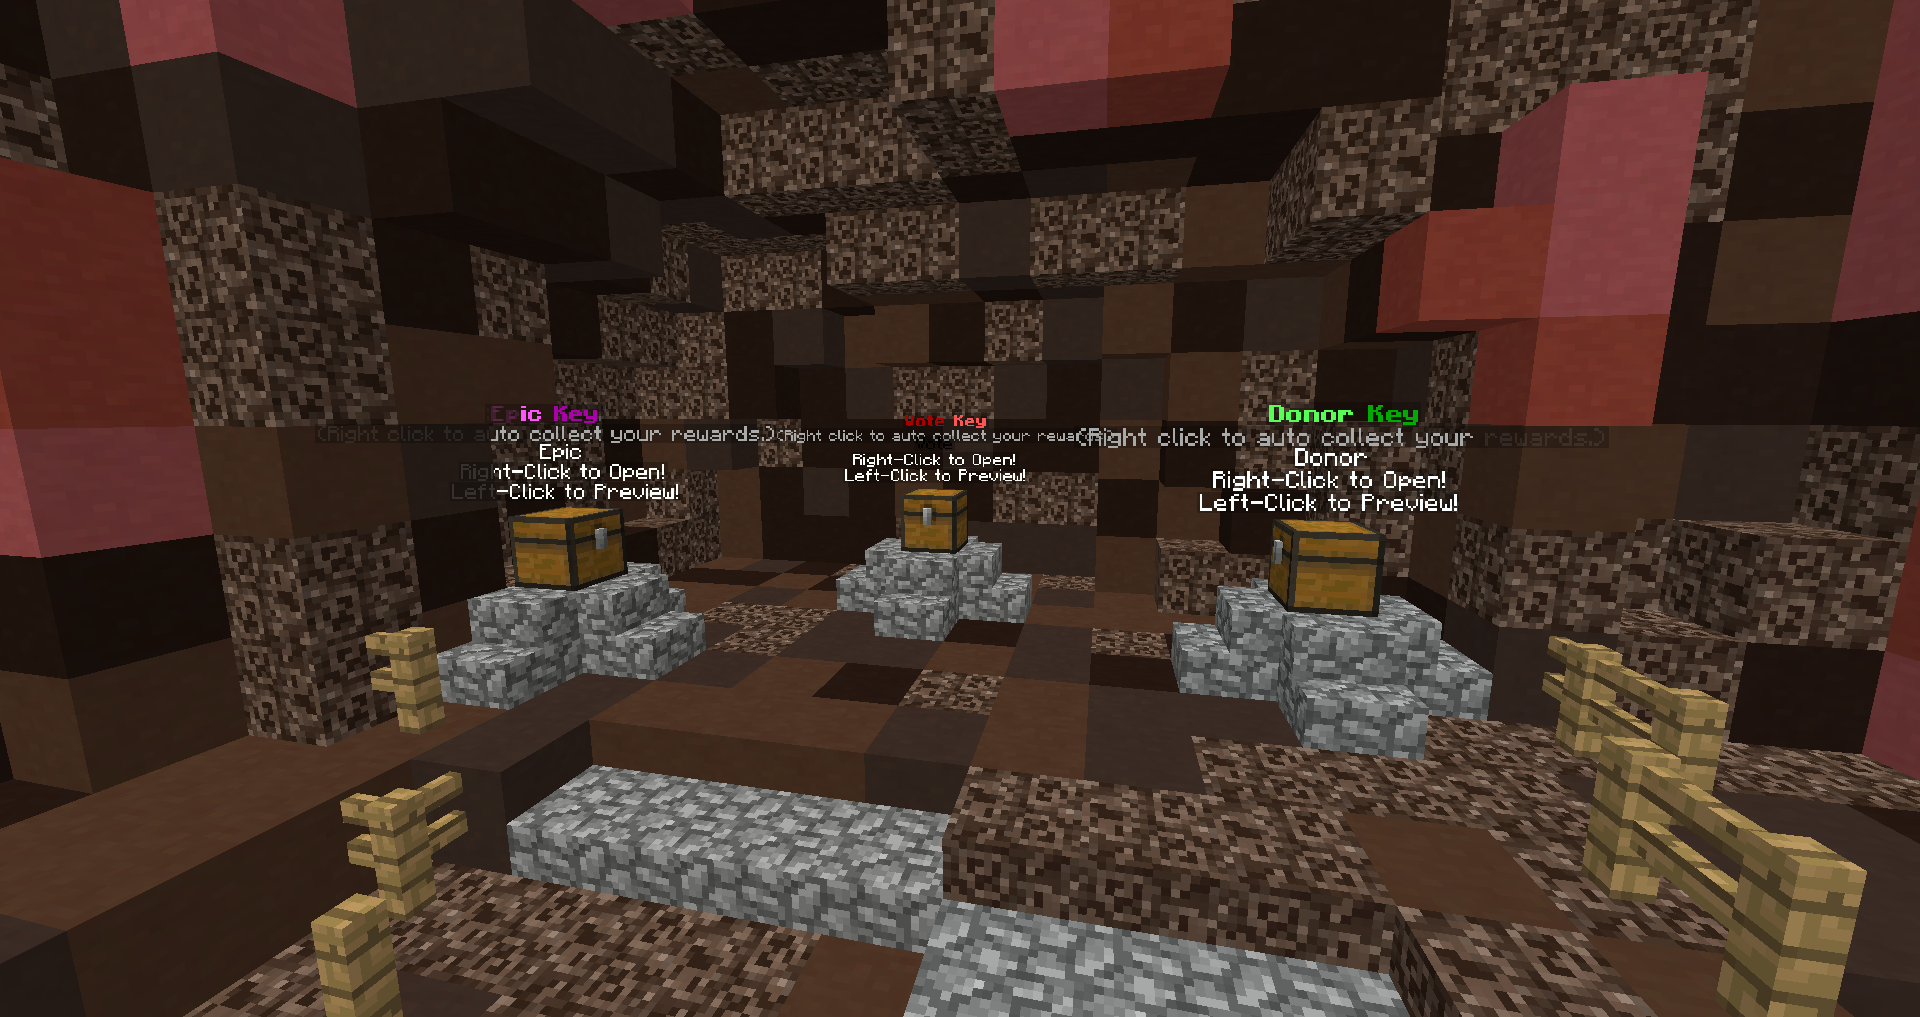 Epic Key
(Right click to auto collect your rewards.)
Epic
Right-Click to Open!
Left-Click to Preview!
Vote Key
(Right click to auto collect your rewards.)
Vote
Right-Click to Open!
Left-Click to Preview!
Donor Key
(Right click to auto collect your rewards.)
Donor
Right-Click to Open!
Left-Click to Preview!